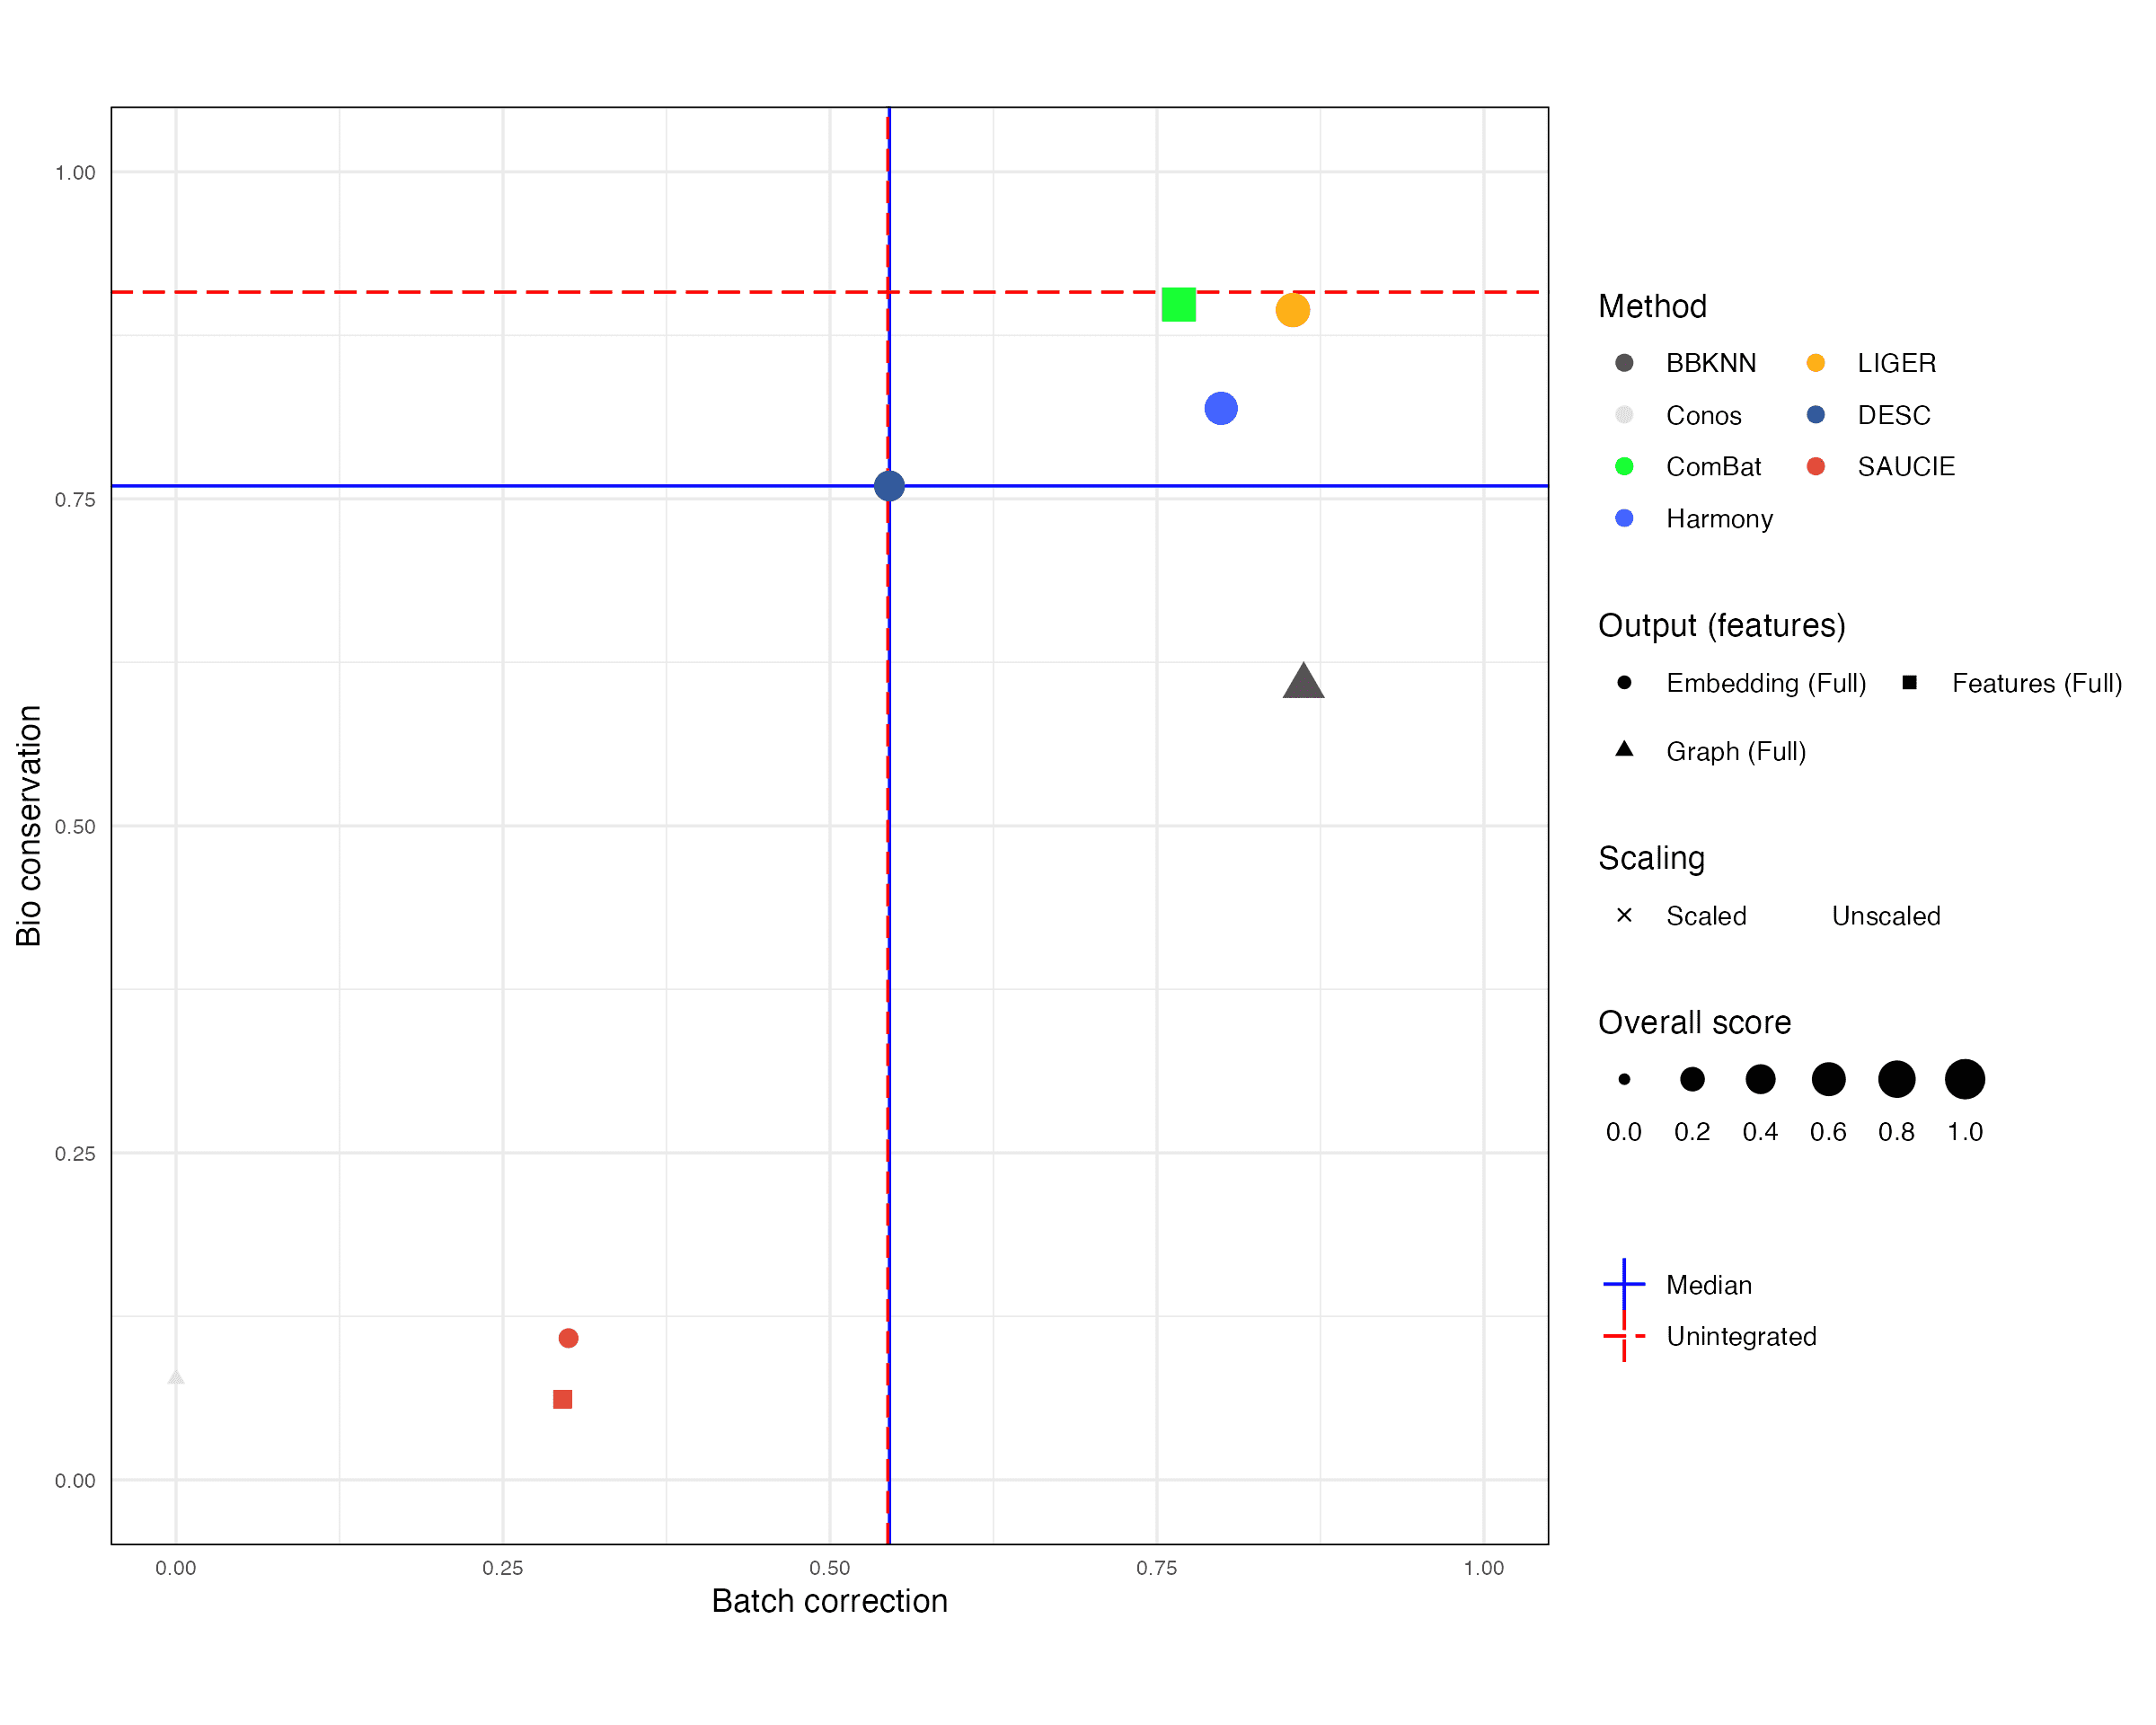 1.00
0.75
0.50
0.25
0.00
Bio conservation
0.00 0.25 0.50 0.75 1.00
Batch correction
Method
BBKNN LIGER
Conos DESC
ComBat SAUCIE
Harmony
Output (features)
Embedding (Full) Features (Full)
Graph (Full)
Scaling
Scaled Unscaled
Overall score
0.0 0.2 0.4 0.6 0.8 1.0
Median
Unintegrated